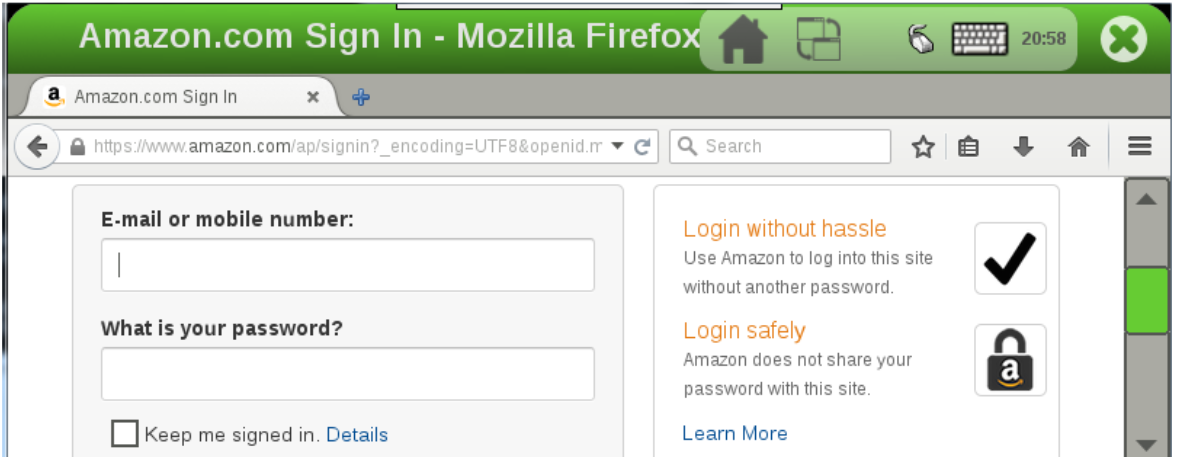 Amazon.com Sign In - Mozilla Firefox
20:58
a Amazon.com Sign In
https://www.amazon.com/ap/signin?_encoding=UTF8&openid.m
Search
E-mail or mobile number:
What is your password?
Keep me signed in. Details
Login without hassle
Use Amazon to log into this site
without another password.
Login safely
Amazon does not share your
password with this site.
a
Learn More